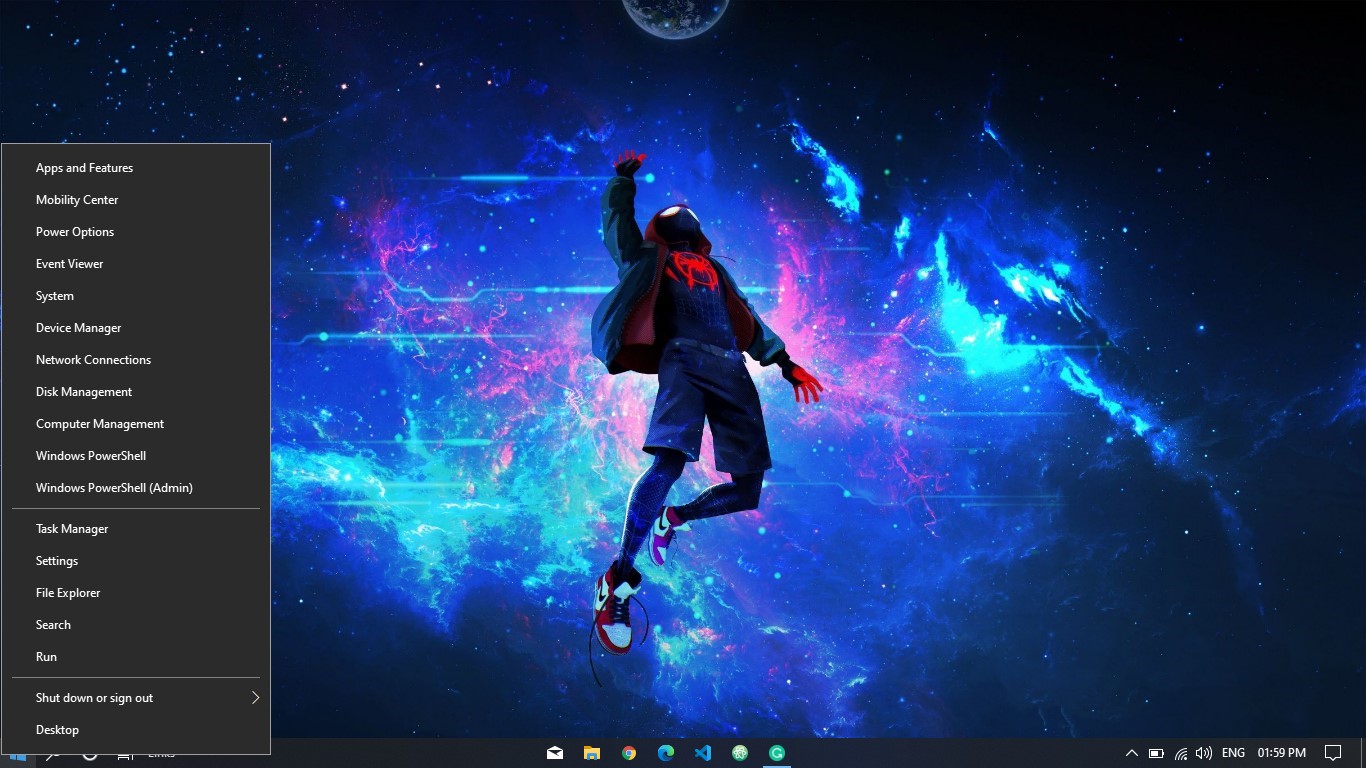 Apps and Features
Mobility Center
Power Options
Event Viewer
System
Device Manager
Network Connections
Disk Management
Computer Management
Windows PowerShell
Windows PowerShell (Admin)
Task Manager
Settings
File Explorer
Search
Run
Shut down or sign out
Desktop
Links
ENG 01:59 PM